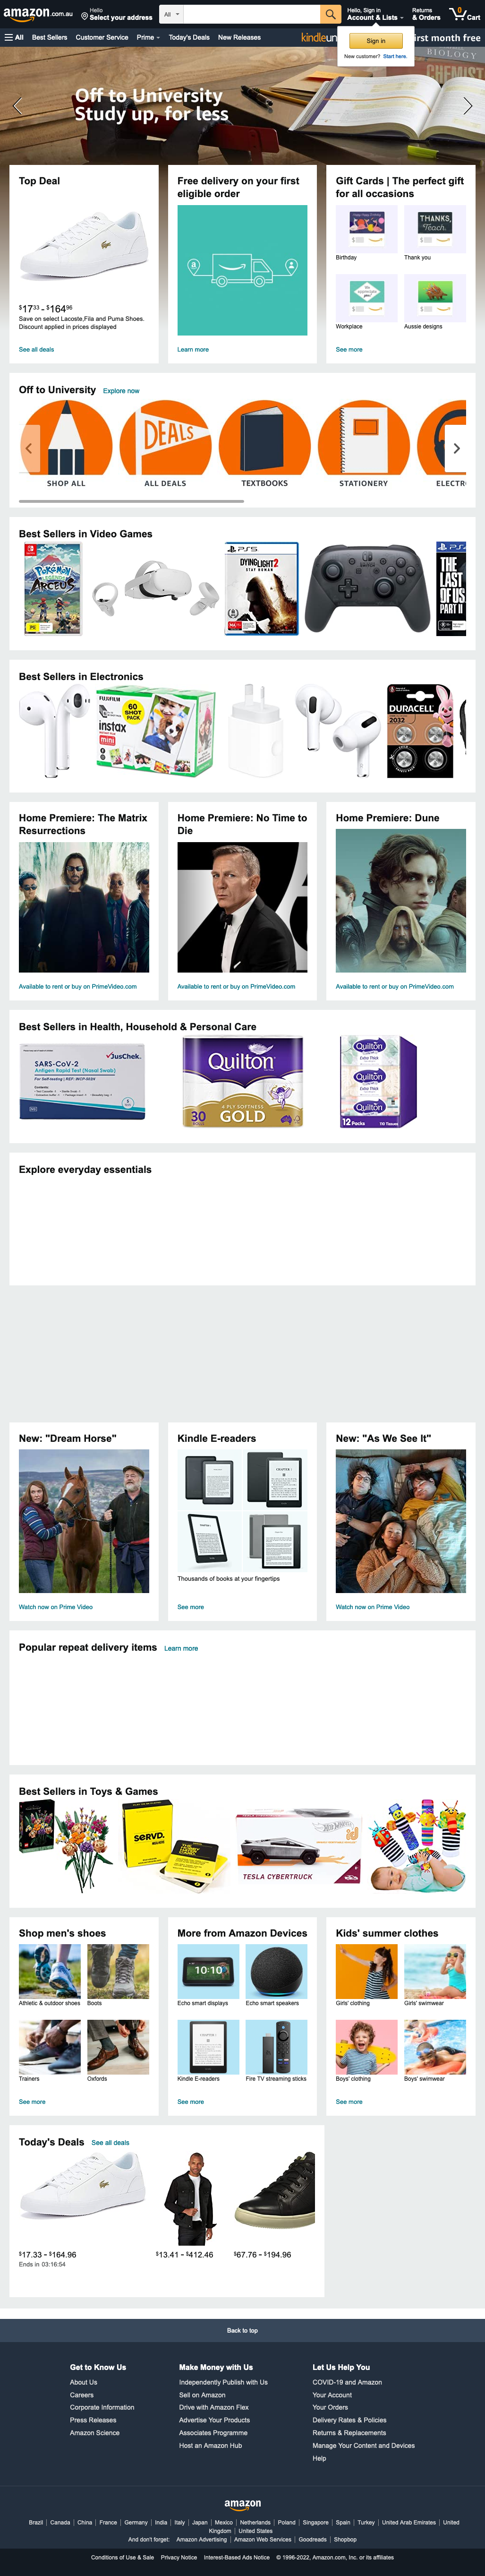 amazon.com.au
Hello
Select your address
All
Hello, Sign in
Account & Lists
Returns
& Orders
0
Cart
All
Best Sellers
Customer Service
Prime
Today's Deals
New Releases
kindleun
irst month free
Sign in
New customer? Start here.
BIOLOGY
CHEMIST
Off to University
Study up, for less
Top Deal
$17.33 - $164.96
Save on select Lacoste,Fila and Puma Shoes.
Discount applied in prices displayed
See all deals
Free delivery on your first
eligible order
Learn more
Gift Cards | The perfect gift
for all occasions
THANKS,
Teach
Birthday
Thank you
appreciate
you
Workplace
Aussie designs
See more
Off to University
Explore now
DEALS
SHOP ALL
ALL DEALS
TEXTBOOKS
STATIONERY
ELECTR
Best Sellers in Video Games
POKÉMON
LEGENDS
ARCEUS
PS5
DYING LIGHT 2
STAY HUMAN
THE
LAST
OF US
PART II
Best Sellers in Electronics
FUJIFILM
60
SHOT
PACK
instax
mini
DURACELL
2032
Home Premiere: The Matrix
Resurrections
Available to rent or buy on PrimeVideo.com
Home Premiere: No Time to
Die
Available to rent or buy on PrimeVideo.com
Home Premiere: Dune
Available to rent or buy on PrimeVideo.com
Best Sellers in Health, Household & Personal Care
JusChek.
SARS-CoV-2
Antigen Rapid Test (Nasal Swab)
Quilton
4 PLY SOFTNESS
GOLD
30
Quilton
Extra Thick
12 Packs
110 Tissues
Explore everyday essentials
New: "Dream Horse"
Watch now on Prime Video
Kindle E-readers
Thousands of books at your fingertips
See more
New: "As We See It"
Watch now on Prime Video
Popular repeat delivery items
Learn more
Best Sellers in Toys & Games
SERVD.
Hot Wheels
TESLA CYBERTRUCK
Shop men's shoes
Athletic & outdoor shoes
Boots
Trainers
Oxfords
See more
More from Amazon Devices
10:10
Echo smart displays
Echo smart speakers
Kindle E-readers
Fire TV streaming sticks
See more
Kids' summer clothes
Girls' clothing
Girls' swimwear
Boys' clothing
Boys' swimwear
See more
Today's Deals
See all deals
$17.33 - $164.96
Ends in 03:16:54
$13.41 - $412.46
$67.76 - $194.96
Back to top
Get to Know Us
About Us
Careers
Corporate Information
Press Releases
Amazon Science
Make Money with Us
Independently Publish with Us
Sell on Amazon
Drive with Amazon Flex
Advertise Your Products
Associates Programme
Host an Amazon Hub
Let Us Help You
COVID-19 and Amazon
Your Account
Your Orders
Delivery Rates & Policies
Returns & Replacements
Manage Your Content and Devices
Help
amazon
Brazil Canada China France Germany India Italy Japan Mexico Netherlands Poland Singapore Spain Turkey United Arab Emirates United
Kingdom United States
And don't forget: Amazon Advertising Amazon Web Services Goodreads Shopbop
Conditions of Use & Sale Privacy Notice Interest-Based Ads Notice © 1996-2022, Amazon.com, Inc. or its affiliates